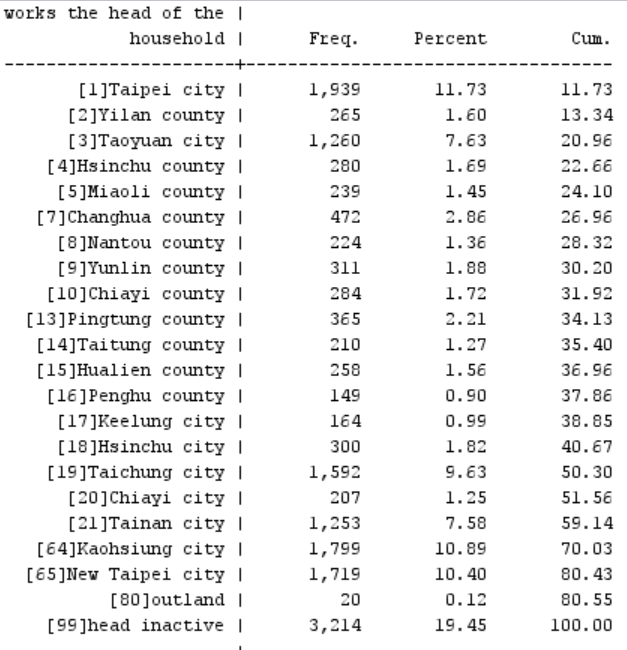 works the head of the |
household | Freq. Percent Cum.
----------------------+-----------------------------------
[1]Taipei city | 1,939 11.73 11.73
[2]Yilan county | 265 1.60 13.34
[3]Taoyuan city | 1,260 7.63 20.96
[4]Hsinchu county | 280 1.69 22.66
[5]Miaoli county | 239 1.45 24.10
[7]Changhua county | 472 2.86 26.96
[8]Nantou county | 224 1.36 28.32
[9]Yunlin county | 311 1.88 30.20
[10]Chiayi county | 284 1.72 31.92
[13]Pingtung county | 365 2.21 34.13
[14]Taitung county | 210 1.27 35.40
[15]Hualien county | 258 1.56 36.96
[16]Penghu county | 149 0.90 37.86
[17]Keelung city | 164 0.99 38.85
[18]Hsinchu city | 300 1.82 40.67
[19]Taichung city | 1,592 9.63 50.30
[20]Chiayi city | 207 1.25 51.56
[21]Tainan city | 1,253 7.58 59.14
[64]Kaohsiung city | 1,799 10.89 70.03
[65]New Taipei city | 1,719 10.40 80.43
[80]outland | 20 0.12 80.55
[99]head inactive | 3,214 19.45 100.00